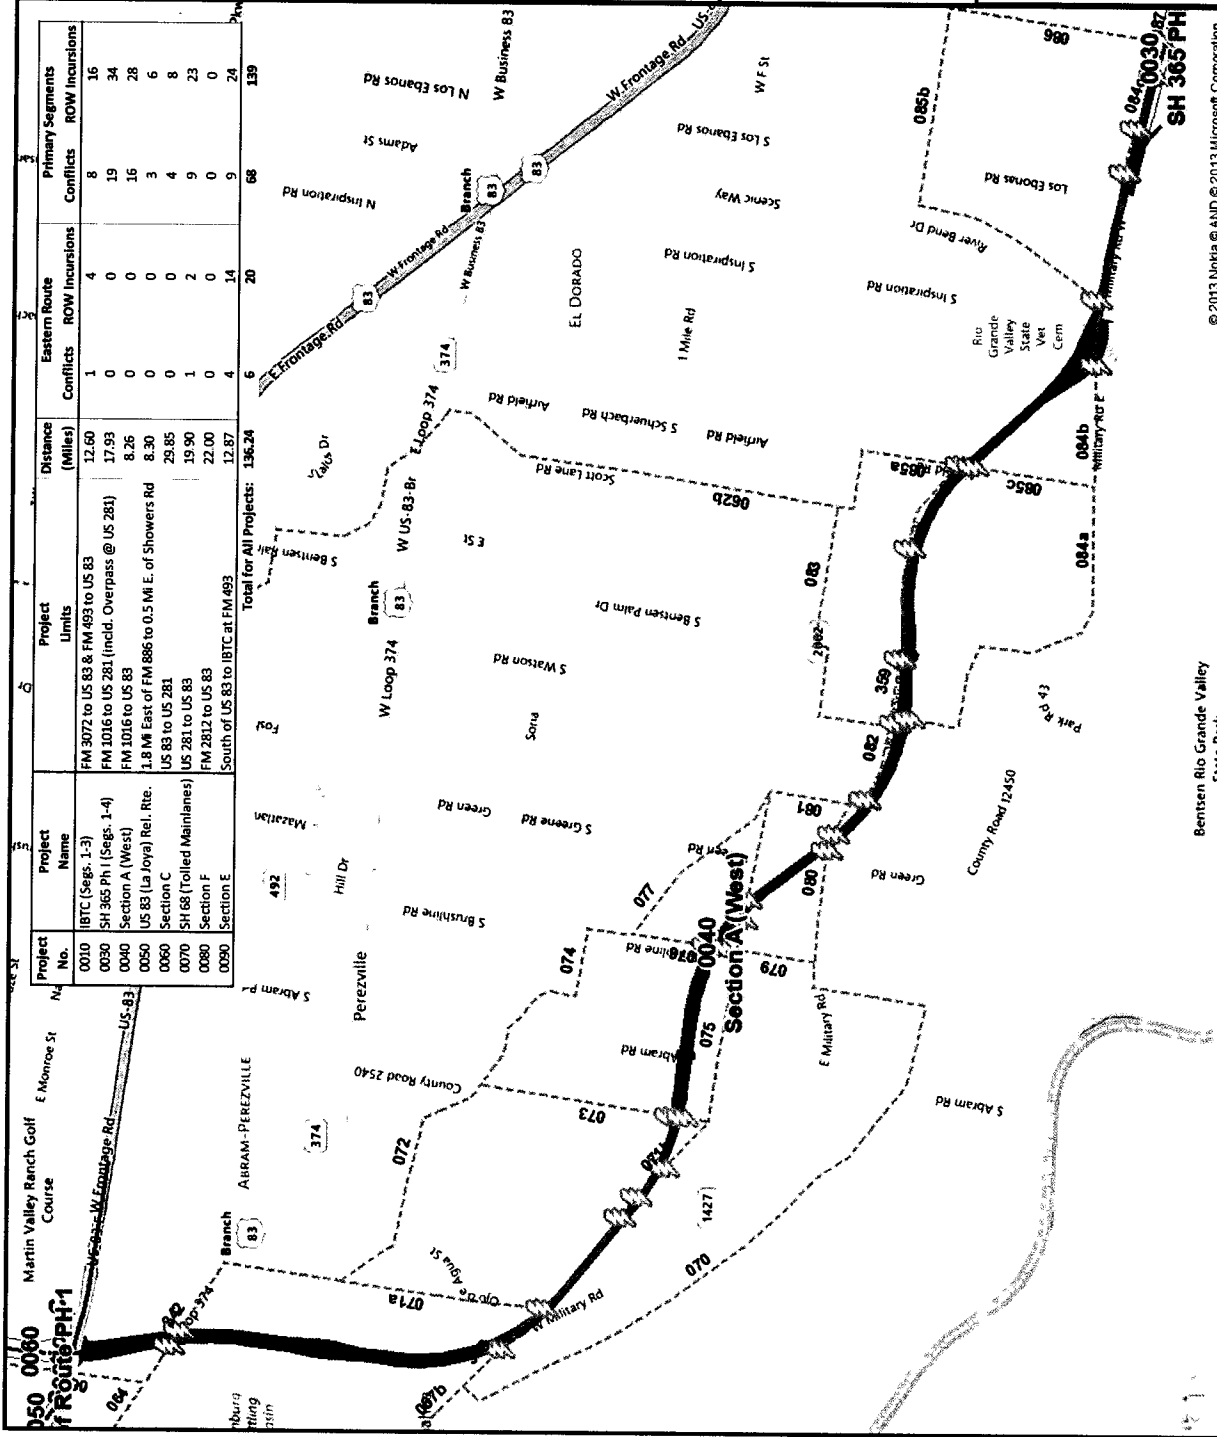 Project No. Project Name Project Limits Distance (Miles) Eastern Route Conflicts ROW Incursions Primary Segments Conflicts ROW Incursions
0010 IBTC (Segs. 1-3) FM 3072 to US 83 & FM 493 to US 83 12.60 1 4 8 16
0030 SH 365 Ph I (Segs. 1-4) FM 1016 to US 281 (incld. Overpass @ US 281) 17.93 0 0 19 34
0040 Section A (West) FM 1016 to US 83 8.26 0 0 16 28
0050 US 83 (La Joya) Rel. Rte. 1.8 Mi East of FM 886 to 0.5 Mi E. of Showers Rd 8.30 0 0 3 6
0060 Section C US 83 to US 281 29.85 0 0 4 8
0070 SH 68 (Tolled Mainlanes) US 281 to US 83 19.90 1 2 9 23
0080 Section F FM 2812 to US 83 22.00 0 0 0 0
0090 Section E South of US 83 to IBTC at FM 493 12.87 4 14 9 24
Total for All Projects: 136.24 6 20 68 139
Martin Valley Ranch Golf
Course
E Monroe St
US-83
W Frontage Rd
0060
064
Branch
83
ABRAM-PEREZVILLE
374
S Abram
Perezville
492
Hill Dr
Mazatlan
S Brushline Rd
Green Rd
S Greene Rd
W Loop 374
Branch
83
W US-83-Br
E Loop 374
374
S Watson Rd
E St
S Bentsen Palm Dr
Scott Lane Rd
Airfield Rd
S Schuerbach Rd
Airfield Rd
1 Mile Rd
EL DORADO
E Frontage Rd
83
W Frontage Rd
W Business 83
Branch
83
83
W Frontage Rd
N Inspiration Rd
Adams St
N Los Ebanos Rd
W Business 83
W F St
S Los Ebanos Rd
Scenic Way
S Inspiration Rd
S Inspiration Rd
River Bend Dr
Los Ebonas Rd
Rio
Grande
Valley
State
Vet
Cem
085b
086
0030
SH 365 PH
Military Rd W
Military Rd E
084b
085c
085a
084a
083
062b
2062
359
082
081
080
Green Rd
County Road 12450
Park Rd 43
Bentsen Rio Grande Valley
077
074
079
0040
Section A (West)
075
Abram Rd
073
County Road 2540
072
071a
Ojo De Agua St
W Military Rd
1427
070
E Military Rd
S Abram Rd
© 2013 Nokia © AND © 2013 Microsoft Corporation